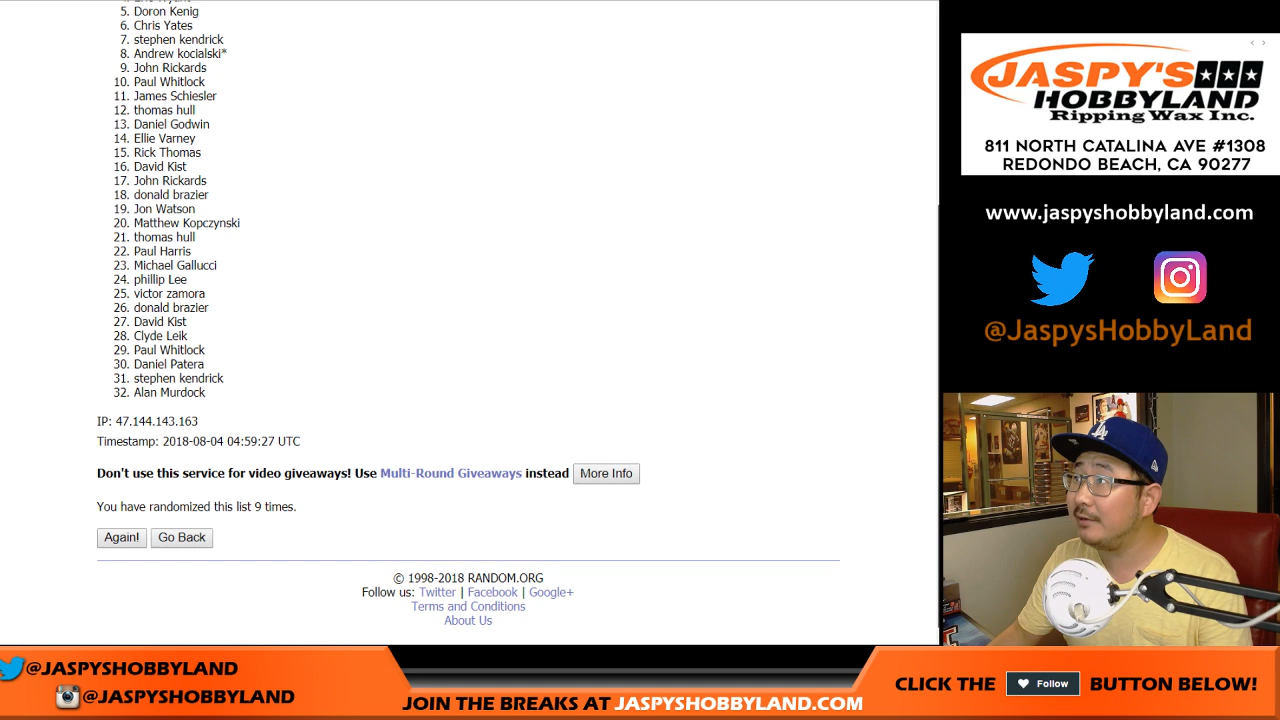 5. Doron Kenig
6. Chris Yates
7. stephen kendrick
8. Andrew kocialski*
9. John Rickards
10. Paul Whitlock
11. James Schiesler
12. thomas hull
13. Daniel Godwin
14. Ellie Varney
15. Rick Thomas
16. David Kist
17. John Rickards
18. donald brazier
19. Jon Watson
20. Matthew Kopczynski
21. thomas hull
22. Paul Harris
23. Michael Gallucci
24. phillip Lee
25. victor zamora
26. donald brazier
27. David Kist
28. Clyde Leik
29. Paul Whitlock
30. Daniel Patera
31. stephen kendrick
32. Alan Murdock
IP: 47.144.143.163
Timestamp: 2018-08-04 04:59:27 UTC
Don't use this service for video giveaways! Use Multi-Round Giveaways instead More Info
You have randomized this list 9 times.
Again! Go Back
© 1998-2018 RANDOM.ORG
Follow us: Twitter | Facebook | Google+
Terms and Conditions
About Us
JASPY'S
HOBBYLAND
Ripping Wax Inc.
811 NORTH CATALINA AVE #1308
REDONDO BEACH, CA 90277
www.jaspyshobbyland.com
@JaspysHobbyLand
@JASPYSHOBBYLAND
@JASPYSHOBBYLAND
JOIN THE BREAKS AT JASPYSHOBBYLAND.COM
CLICK THE Follow BUTTON BELOW!